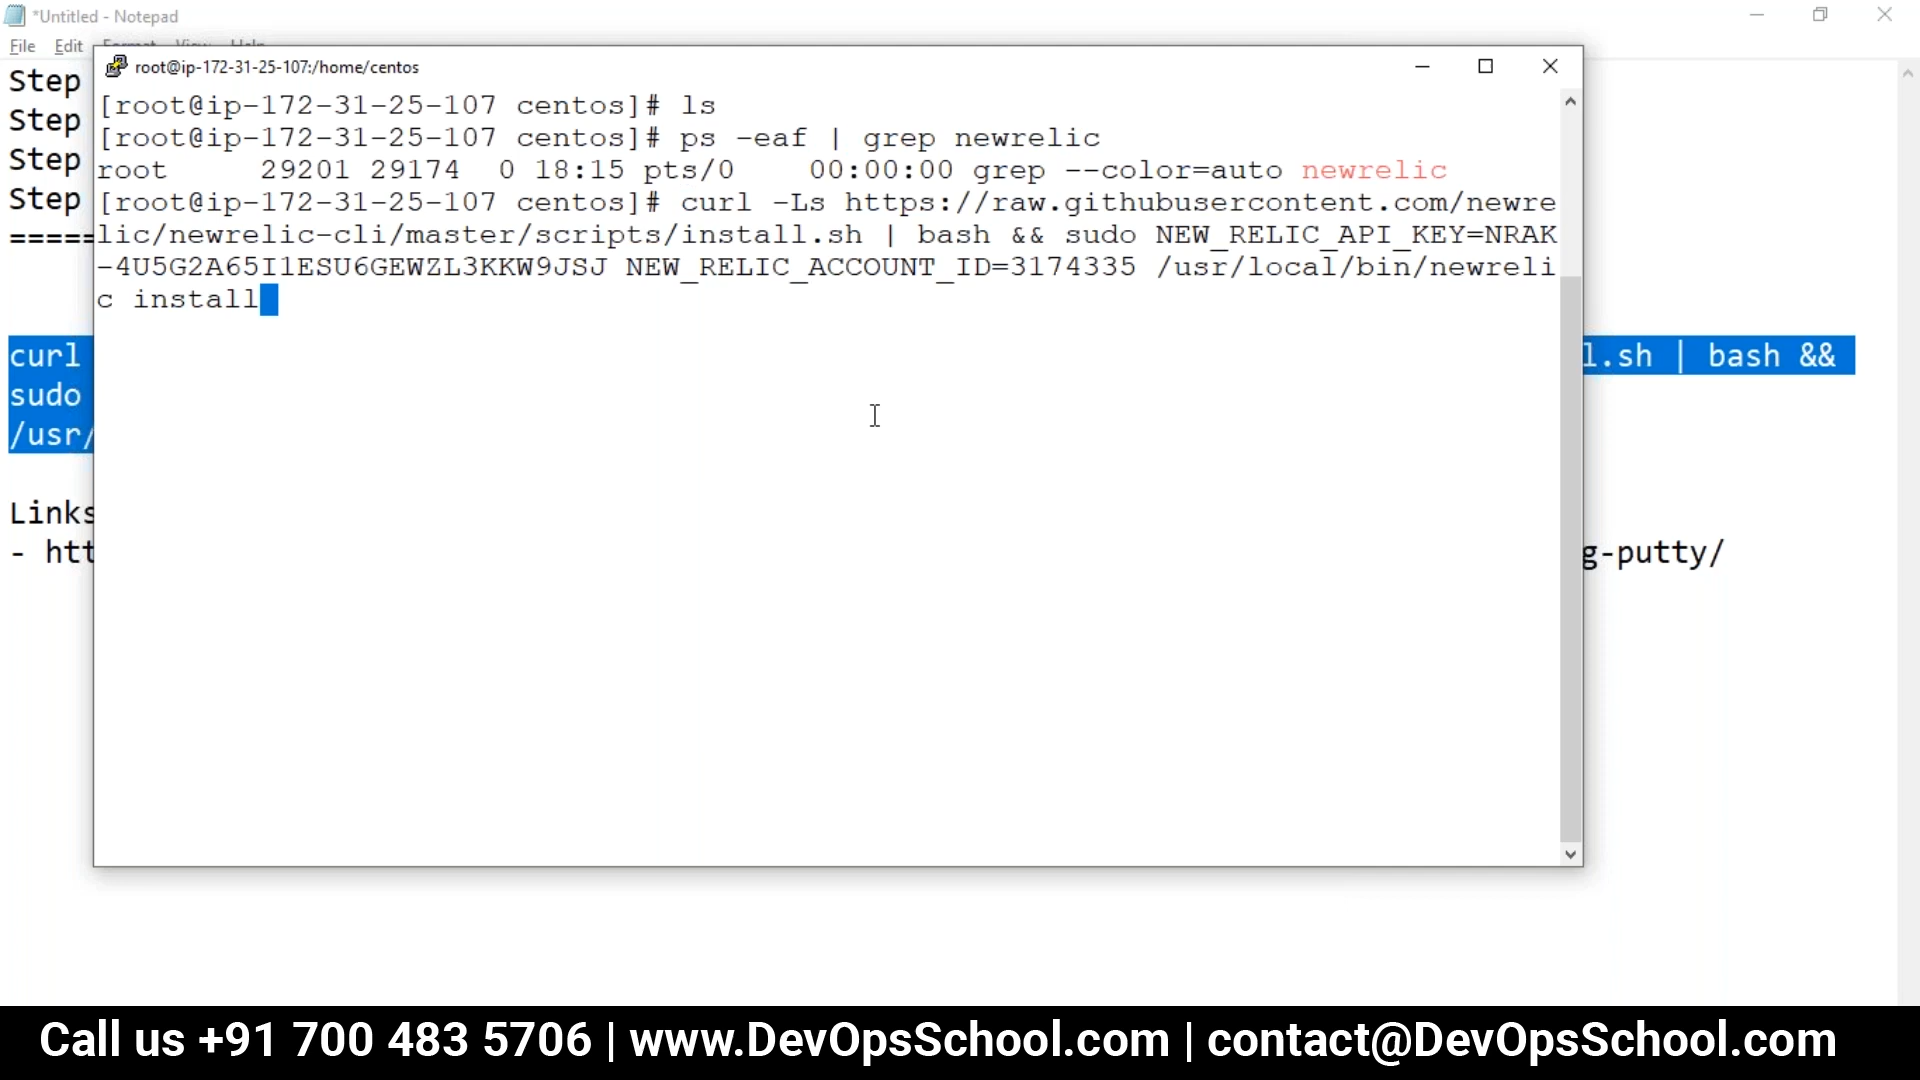 *Untitled - Notepad
File Edit Format View Help
root@ip-172-31-25-107:/home/centos
Step
Step
Step
Step
=====
[root@ip-172-31-25-107 centos]# ls
[root@ip-172-31-25-107 centos]# ps -eaf | grep newrelic
root 29201 29174 0 18:15 pts/0 00:00:00 grep --color=auto newrelic
[root@ip-172-31-25-107 centos]# curl -Ls https://raw.githubusercontent.com/newre
lic/newrelic-cli/master/scripts/install.sh | bash && sudo NEW_RELIC_API_KEY=NRAK
-4U5G2A65I1ESU6GEWZL3KKW9JSJ NEW_RELIC_ACCOUNT_ID=3174335 /usr/local/bin/newreli
c install
curl l.sh | bash &&
sudo
/usr/
Links
- htt g-putty/
Call us +91 700 483 5706 | www.DevOpsSchool.com | contact@DevOpsSchool.com